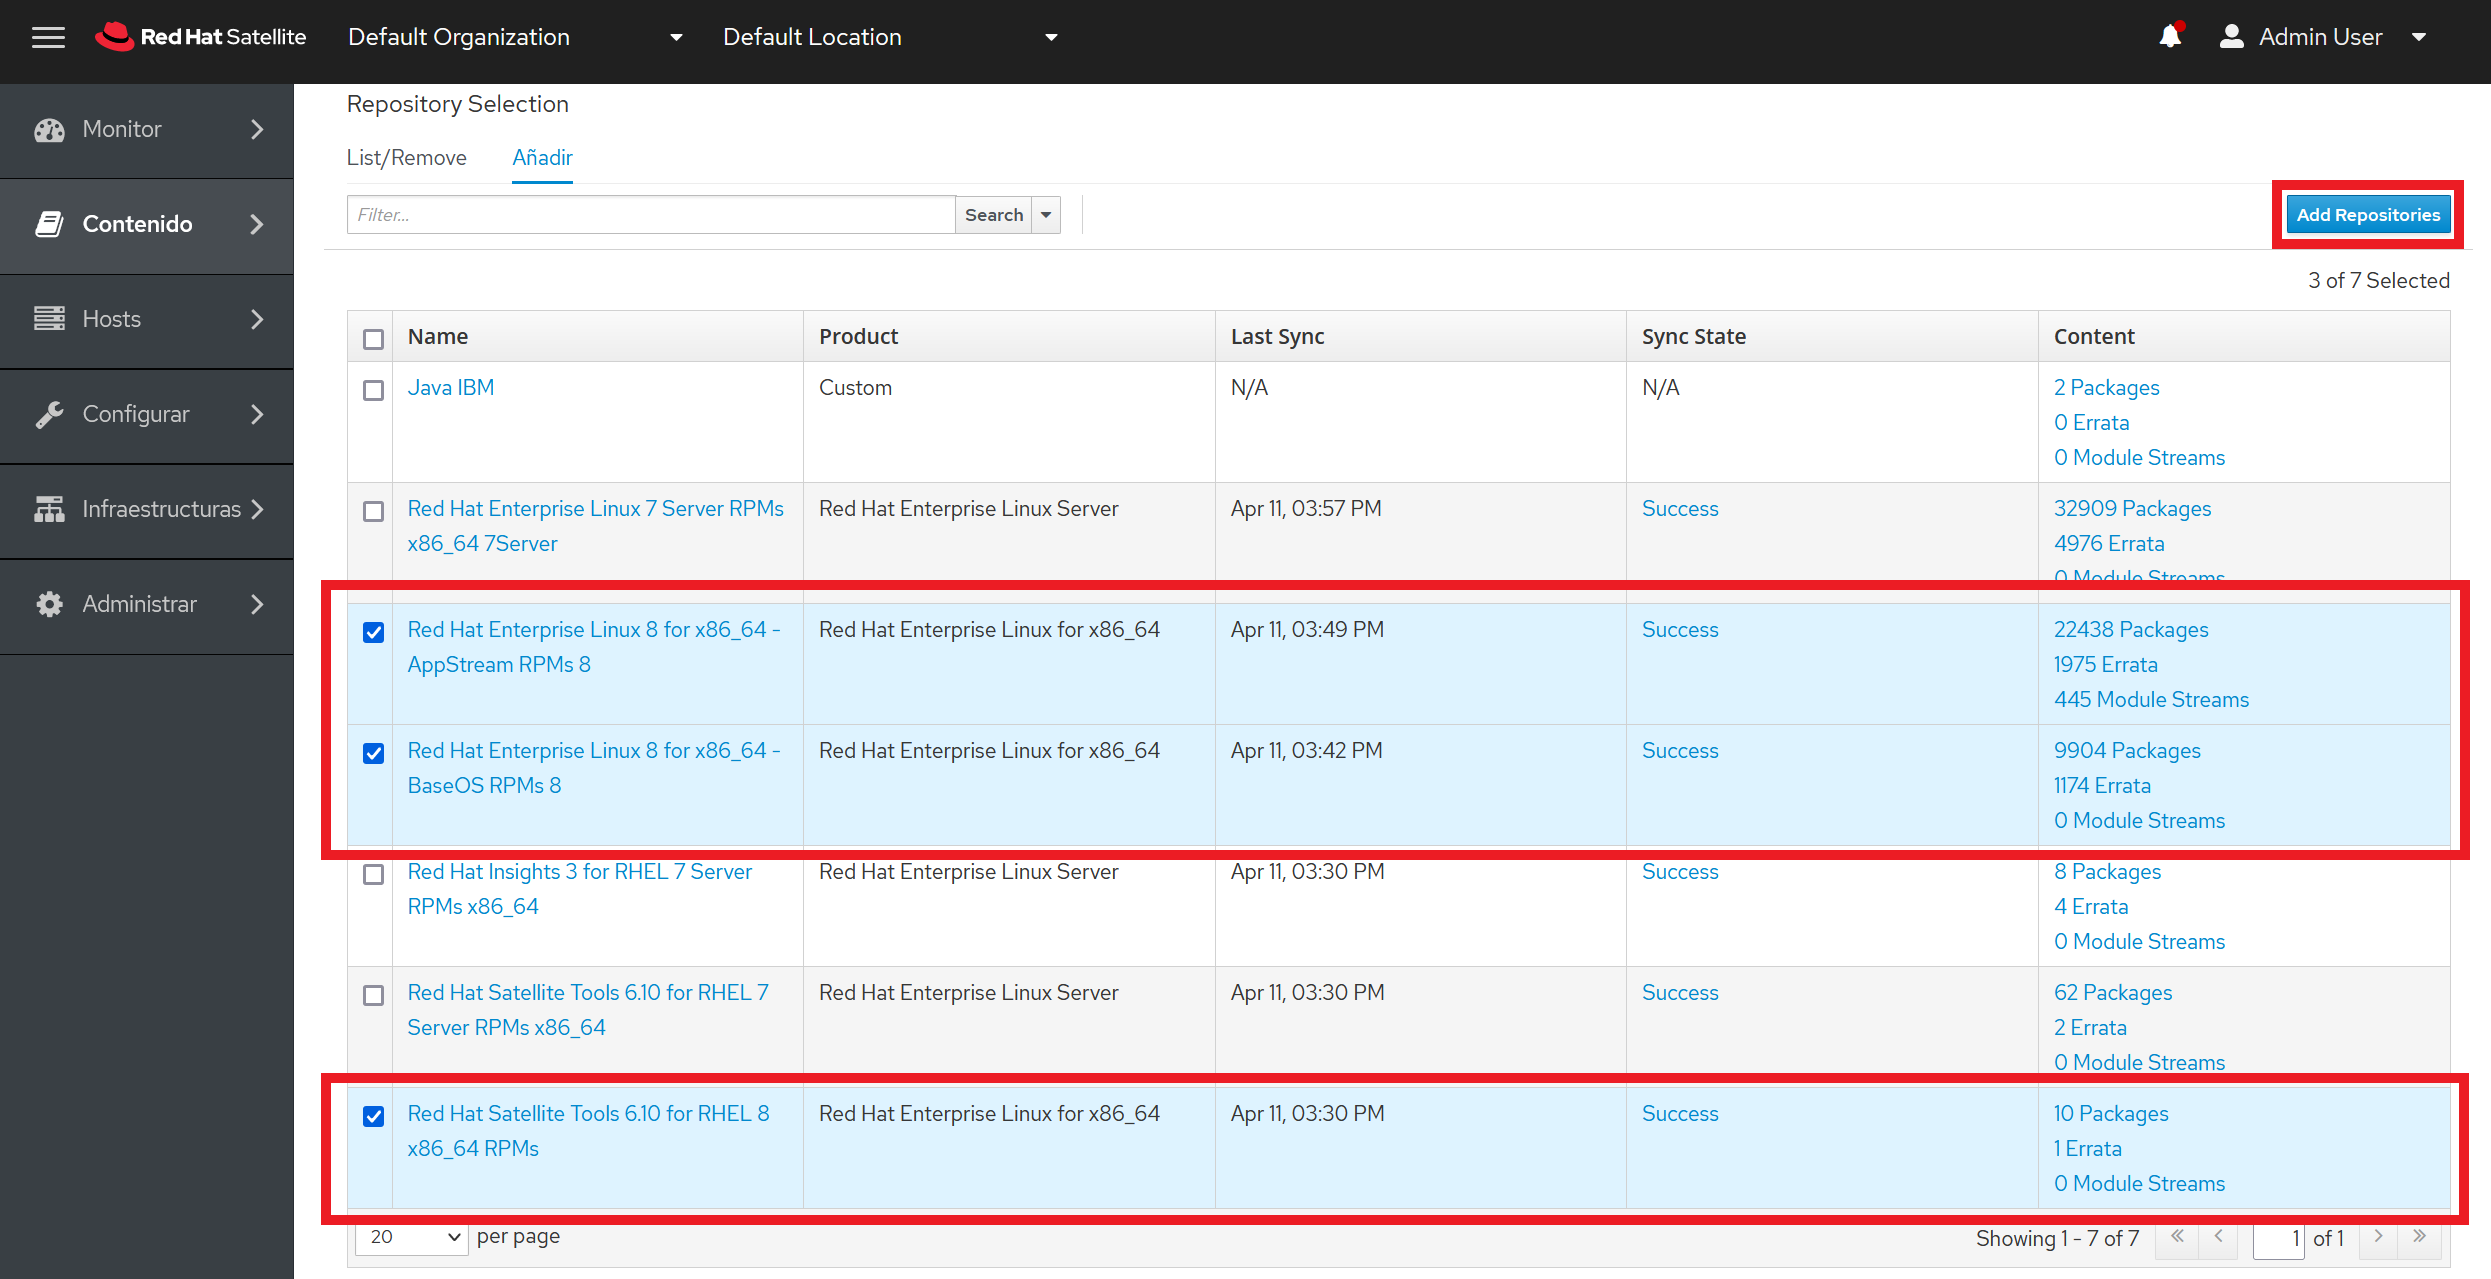 Red Hat Satellite Default Organization Default Location Admin User
Monitor
Contenido
Hosts
Configurar
Infraestructuras
Administrar
Repository Selection
List/Remove Añadir
Filter... Search Add Repositories
3 of 7 Selected
Name Product Last Sync Sync State Content
Java IBM Custom N/A N/A 2 Packages
0 Errata
0 Module Streams
Red Hat Enterprise Linux 7 Server RPMs Red Hat Enterprise Linux Server Apr 11, 03:57 PM Success 32909 Packages
x86_64 7Server 4976 Errata
0 Module Streams
Red Hat Enterprise Linux 8 for x86_64 - Red Hat Enterprise Linux for x86_64 Apr 11, 03:49 PM Success 22438 Packages
AppStream RPMs 8 1975 Errata
445 Module Streams
Red Hat Enterprise Linux 8 for x86_64 - Red Hat Enterprise Linux for x86_64 Apr 11, 03:42 PM Success 9904 Packages
BaseOS RPMs 8 1174 Errata
0 Module Streams
Red Hat Insights 3 for RHEL 7 Server Red Hat Enterprise Linux Server Apr 11, 03:30 PM Success 8 Packages
RPMs x86_64 4 Errata
0 Module Streams
Red Hat Satellite Tools 6.10 for RHEL 7 Red Hat Enterprise Linux Server Apr 11, 03:30 PM Success 62 Packages
Server RPMs x86_64 2 Errata
0 Module Streams
Red Hat Satellite Tools 6.10 for RHEL 8 Red Hat Enterprise Linux for x86_64 Apr 11, 03:30 PM Success 10 Packages
x86_64 RPMs 1 Errata
0 Module Streams
20 per page Showing 1 - 7 of 7 1 of 1